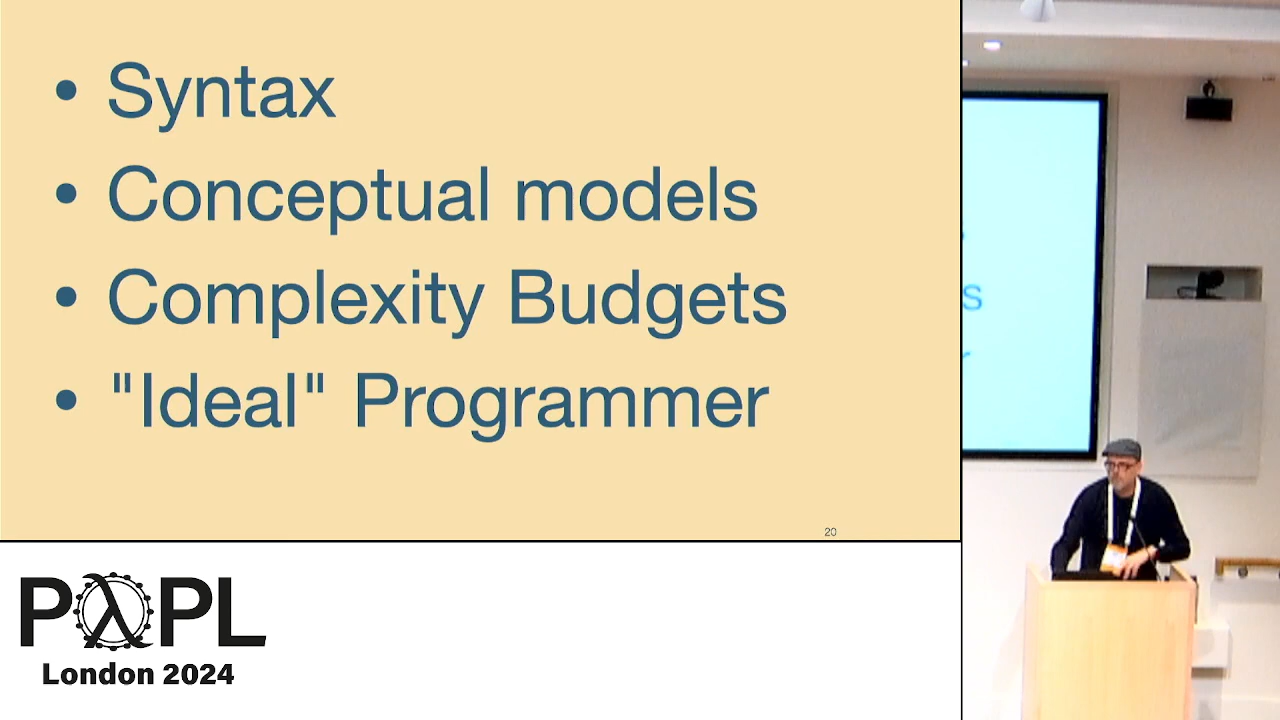 • Syntax
• Conceptual models
• Complexity Budgets
• "Ideal" Programmer
20
PλPL
London 2024
s
r